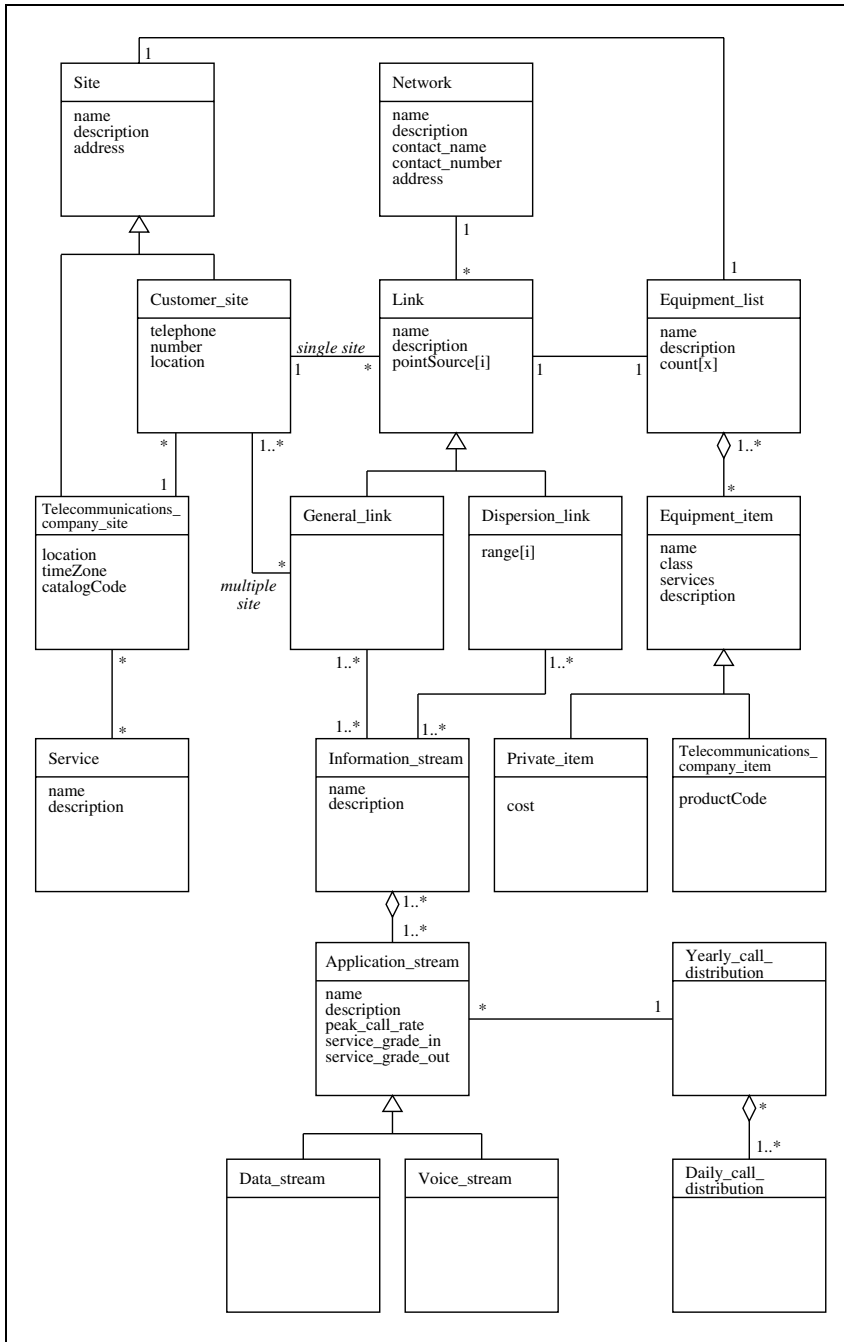 1
Site
name
description
address
Network
name
description
contact_name
contact_number
address
1
*
1
Customer_site
telephone
number
location
single site
1
*
Link
name
description
pointSource[i]
1
1
Equipment_list
name
description
count[x]
*
1
1..*
1..*
*
Telecommunications_
company_site
location
timeZone
catalogCode
*
multiple
site
General_link
Dispersion_link
range[i]
Equipment_item
name
class
services
description
*
*
1..*
1..*
1..*
1..*
Service
name
description
Information_stream
name
description
Private_item
cost
Telecommunications_
company_item
productCode
1..*
1..*
Application_stream
name
description
peak_call_rate
service_grade_in
service_grade_out
*
1
Yearly_call_
distribution
*
1..*
Data_stream
Voice_stream
Daily_call_
distribution